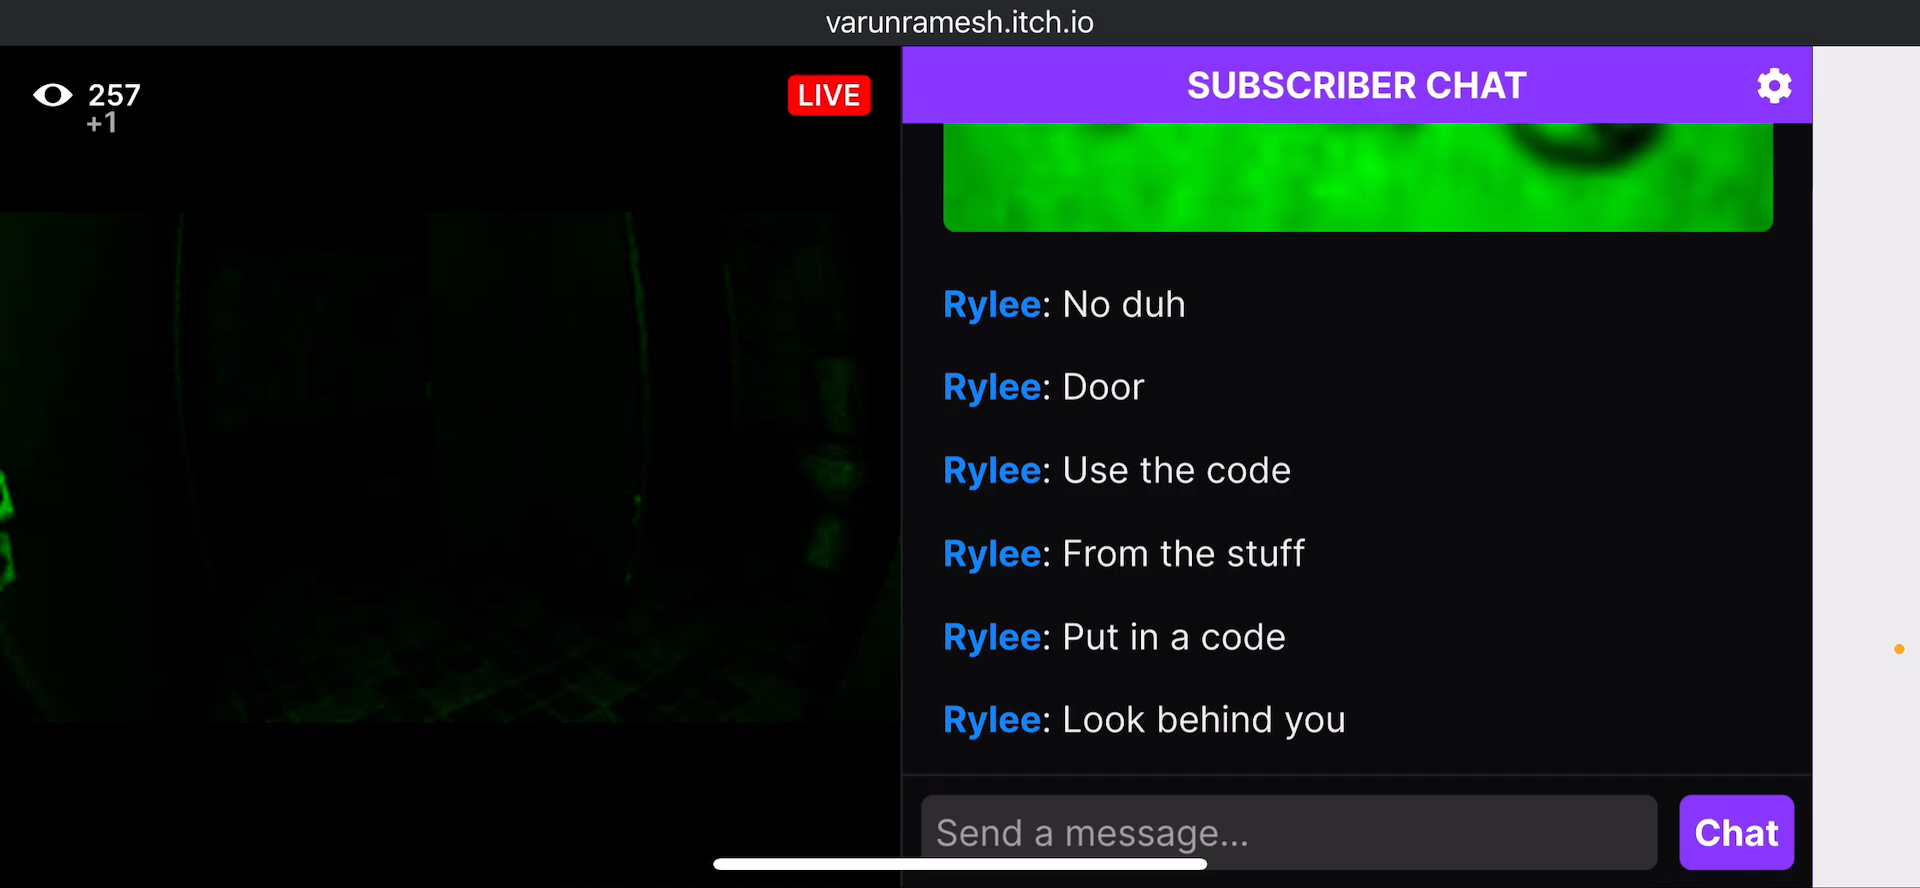 varunramesh.itch.io
257
+1
LIVE
SUBSCRIBER CHAT
Rylee: No duh
Rylee: Door
Rylee: Use the code
Rylee: From the stuff
Rylee: Put in a code
Rylee: Look behind you
Send a message...
Chat